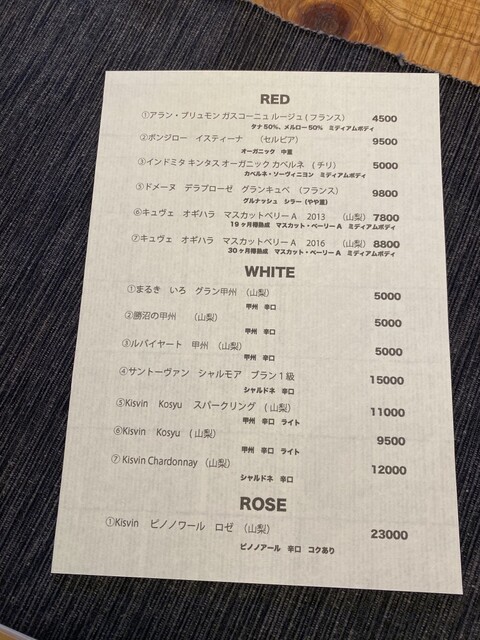 RED
①アラン・ブリュモン ガスコーニュ ルージュ ( フランス） 4500
タナ 50%、メルロー 50%　ミディアムボディ
②ボンジロー　イスティーナ　（セルビア） 9500
オーガニック　中重
③インドミタ キンタス オーガニック カベルネ　( チリ） 5000
カベルネ・ソーヴィニヨン　ミディアムボディ
⑤ドメーヌ　デラブローゼ　グランキュベ　（フランス） 9800
グルナッシュ　シラー（やや重）
⑥キュヴェ　オギハラ　マスカットベリー A　2013　（山梨） 7800
19ヶ月樽熟成　マスカット・ベーリー A　ミディアムボディ
⑦キュヴェ　オギハラ　マスカットベリー A　2016　（山梨） 8800
30ヶ月樽熟成　マスカット・ベーリー A　ミディアムボディ
WHITE
①まるき　いろ　グラン甲州　（山梨） 5000
甲州　辛口
②勝沼の甲州　　（山梨） 5000
甲州　辛口
③ルバイヤート　甲州　（山梨） 5000
甲州　辛口
④サントーヴァン　シャルモア　ブラン 1 級 15000
シャルドネ　辛口
⑤Kisvin　Kosyu　スパークリング　( 山梨） 11000
甲州　辛口　ライト
⑥Kisvin　Kosyu　( 山梨） 9500
甲州　辛口　ライト
⑦ Kisvin Chardonnay　（山梨） 12000
シャルドネ　辛口
ROSE
①Kisvin　ピノノワール　ロゼ　（山梨） 23000
ピノノアール　辛口　コクあり